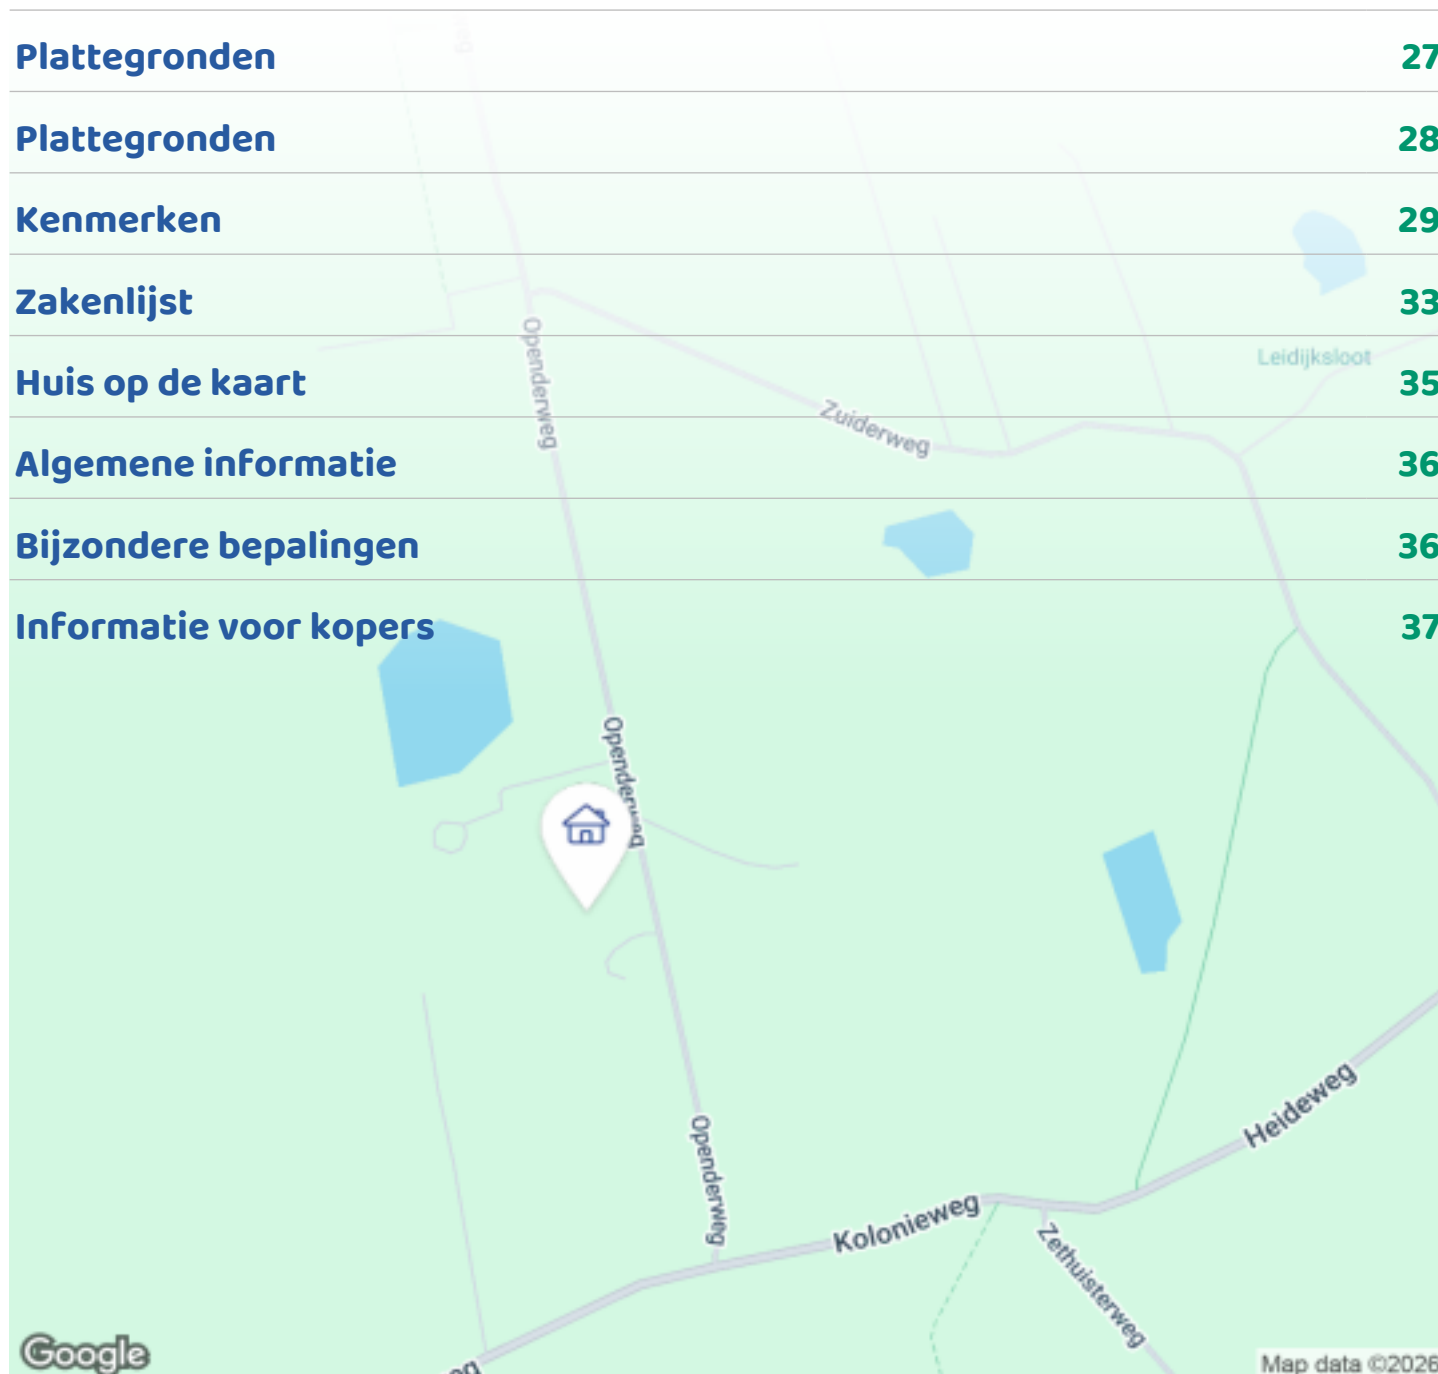 Plattegronden 27
Plattegronden 28
Kenmerken 29
Zakenlijst 33
Huis op de kaart 35
Algemene informatie 36
Bijzondere bepalingen 36
Informatie voor kopers 37
Openderweg
Zuiderweg
Leidijksloot
Openderweg
Openderweg
Heideweg
Kolonieweg
Zethuisterweg
Google
Map data ©2026